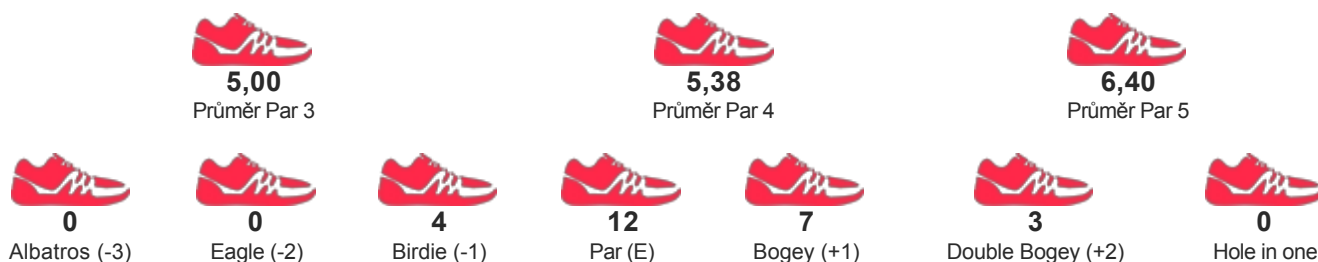 5,00 5,38 6,40
Průměr Par 3 Průměr Par 4 Průměr Par 5
0 0 4 12 7 3 0
Albatros (-3) Eagle (-2) Birdie (-1) Par (E) Bogey (+1) Double Bogey (+2) Hole in one